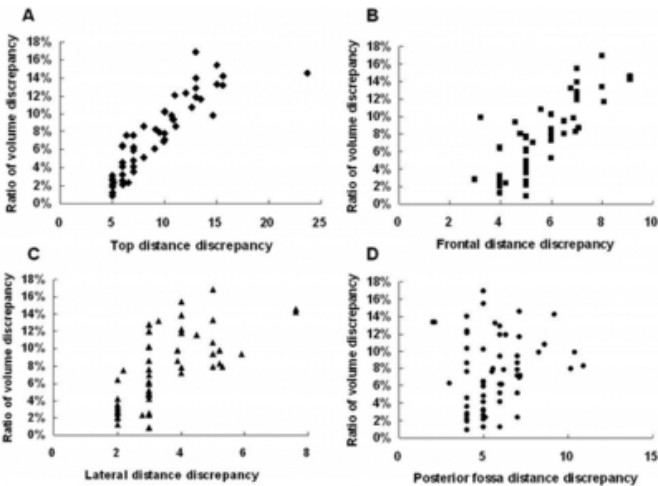 A
Ratio of volume discrepancy
18%
16%
14%
12%
10%
8%
6%
4%
2%
0%
0 5 10 15 20 25
Top distance discrepancy
B
Ratio of volume discrepancy
18%
16%
14%
12%
10%
8%
6%
4%
2%
0%
0 2 4 6 8 10
Frontal distance discrepancy
C
Ratio of volume discrepancy
18%
16%
14%
12%
10%
8%
6%
4%
2%
0%
0 2 4 6 8
Lateral distance discrepancy
D
Ratio of volume discrepancy
18%
16%
14%
12%
10%
8%
6%
4%
2%
0%
0 5 10 15
Posterior fossa distance discrepancy